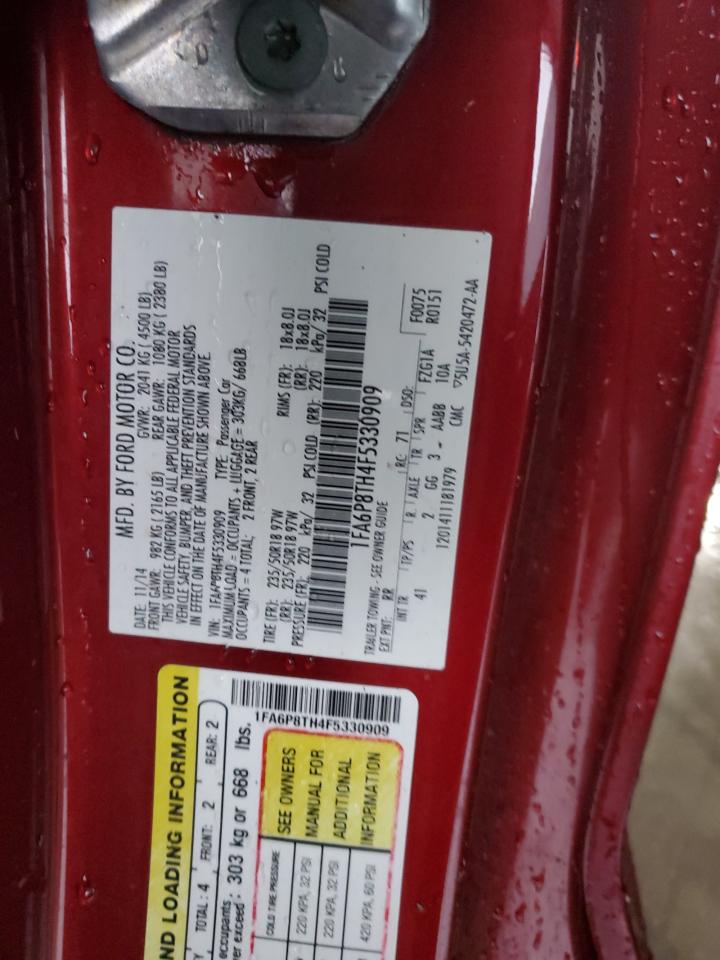 MFD. BY FORD MOTOR CO.
DATE: 11/14 GVWR: 2041 KG ( 4500 LB)
FRONT GAWR: 982 KG ( 2165 LB) REAR GAWR: 1080 KG ( 2380 LB)
THIS VEHICLE CONFORMS TO ALL APPLICABLE FEDERAL MOTOR
VEHICLE SAFETY, BUMPER, AND THEFT PREVENTION STANDARDS
IN EFFECT ON THE DATE OF MANUFACTURE SHOWN ABOVE.
VIN: 1FA6P8TH4F5330909 TYPE: Passenger Car
MAXIMUM LOAD = OCCUPANTS + LUGGAGE = 303KG/ 668LB
OCCUPANTS = 4 TOTAL: 2 FRONT, 2 REAR
TIRE (FR): 235/50R18 97W RIMS (FR): 18x8.0J
(RR): 235/50R18 97W (RR): 18x8.0J
PRESSURE (FR): 220 kPa/ 32 PSI COLD (RR): 220 kPa/ 32 PSI COLD
1FA6P8TH4F5330909
TRAILER TOWING - SEE OWNER GUIDE
EXT PNT: RR RC: 71 DSO: F0075
INT TR TP/PS R AXLE TR SPR FZG1A R0151
41 2 GG 3 - AABB 10A
1201411181979 CMC 5U5A-5420472-AA
ND LOADING INFORMATION
TOTAL : 4 FRONT: 2 REAR: 2
occupants
ver exceed : 303 kg or 668 lbs.
1FA6P8TH4F5330909
COLD TIRE PRESSURE
220 KPA, 32 PSI
220 KPA, 32 PSI
420 KPA, 60 PSI
SEE OWNERS
MANUAL FOR
ADDITIONAL
INFORMATION